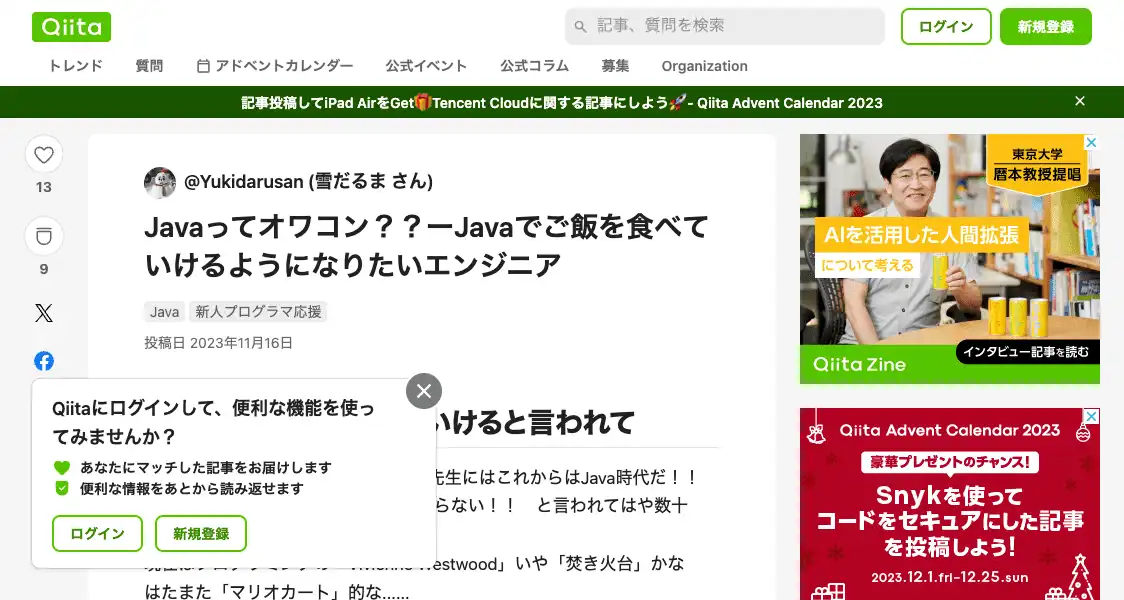 Qiita
記事、質問を検索
ログイン
新規登録
トレンド
質問
アドベントカレンダー
公式イベント
公式コラム
募集
Organization
記事投稿してiPad AirをGet🎁Tencent Cloudに関する記事にしよう🚀- Qiita Advent Calendar 2023
13
9
@Yukidarusan (雪だるま さん)
Javaってオワコン？？ーJavaでご飯を食べて
いけるようになりたいエンジニア
Java
新人プログラマ応援
投稿日 2023年11月16日
いけると言われて
先生にはこれからはJava時代だ！！
らない！！　と言われてはや数十
Westwood」いや「焚き火台」かな
はたまた「マリオカート」的な......
Qiitaにログインして、便利な機能を使っ
てみませんか？
あなたにマッチした記事をお届けします
便利な情報をあとから読み返せます
ログイン
新規登録
東京大学
暦本教授提唱
AIを活用した人間拡張
について考える
インタビュー記事を読む
Qiita Zine
Qiita Advent Calendar 2023
豪華プレゼントのチャンス!
Snykを使って
コードをセキュアにした記事
を投稿しよう!
2023.12.1.fri-12.25.sun